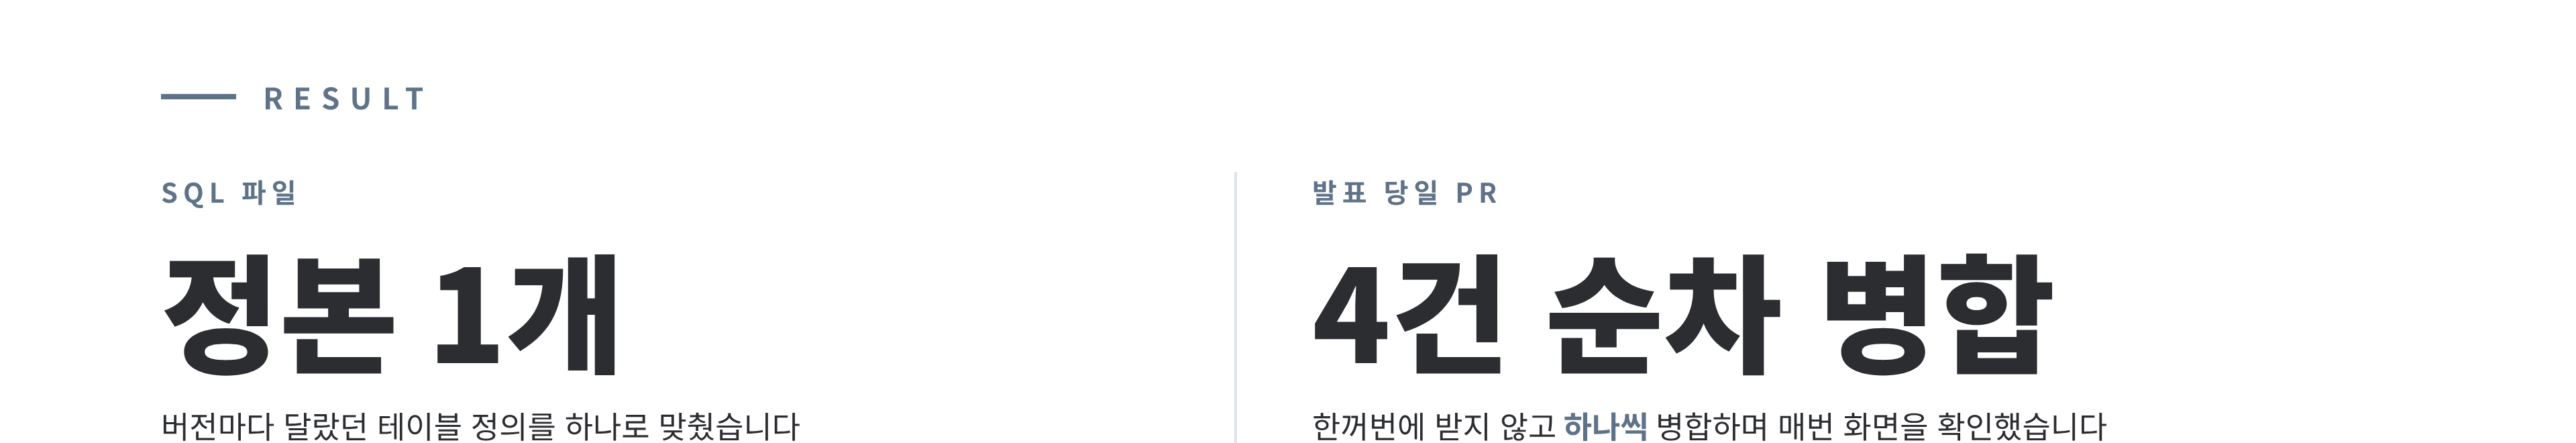 RESULT
SQL 파일
정본 1개
버전마다 달랐던 테이블 정의를 하나로 맞췄습니다
발표 당일 PR
4건 순차 병합
한꺼번에 받지 않고 하나씩 병합하며 매번 화면을 확인했습니다